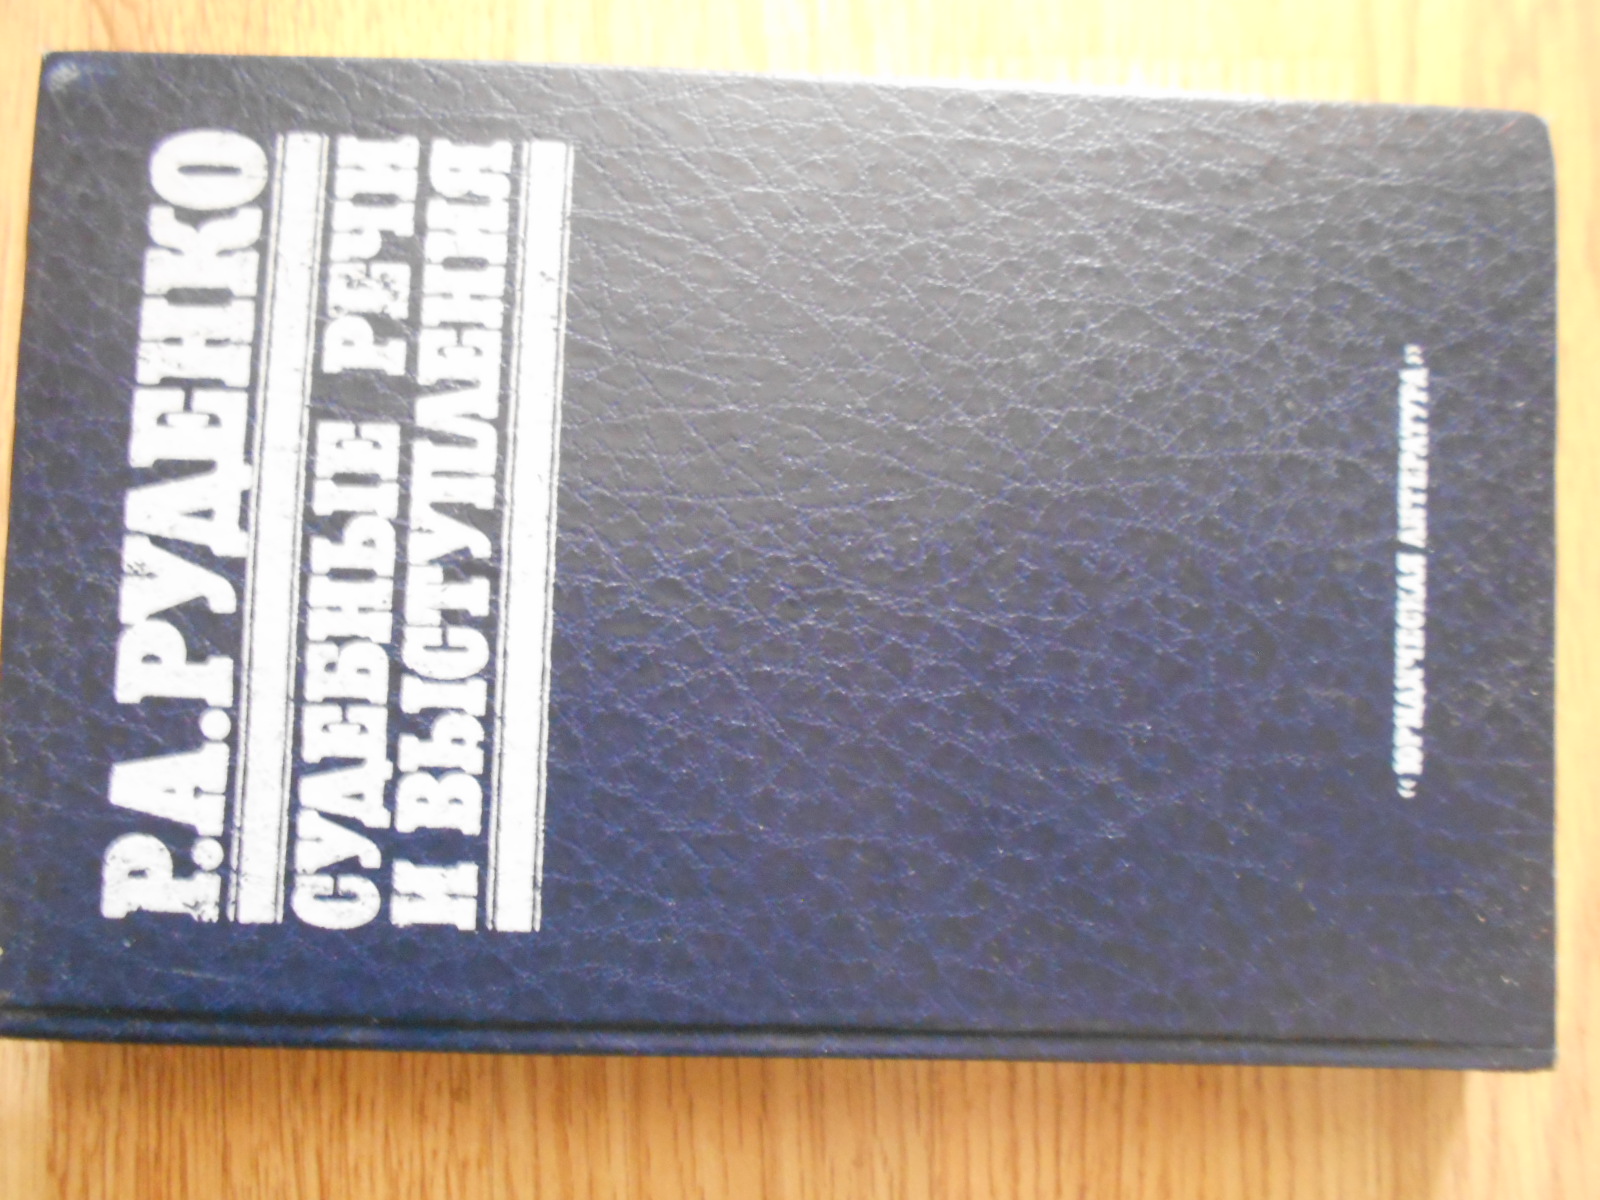 Р.А.РУДЕНКО
СУДЕБНЫЕ РЕЧИ
И ВЫСТУПЛЕНИЯ
“ЮРИДИЧЕСКАЯ ЛИТЕРАТУРА”